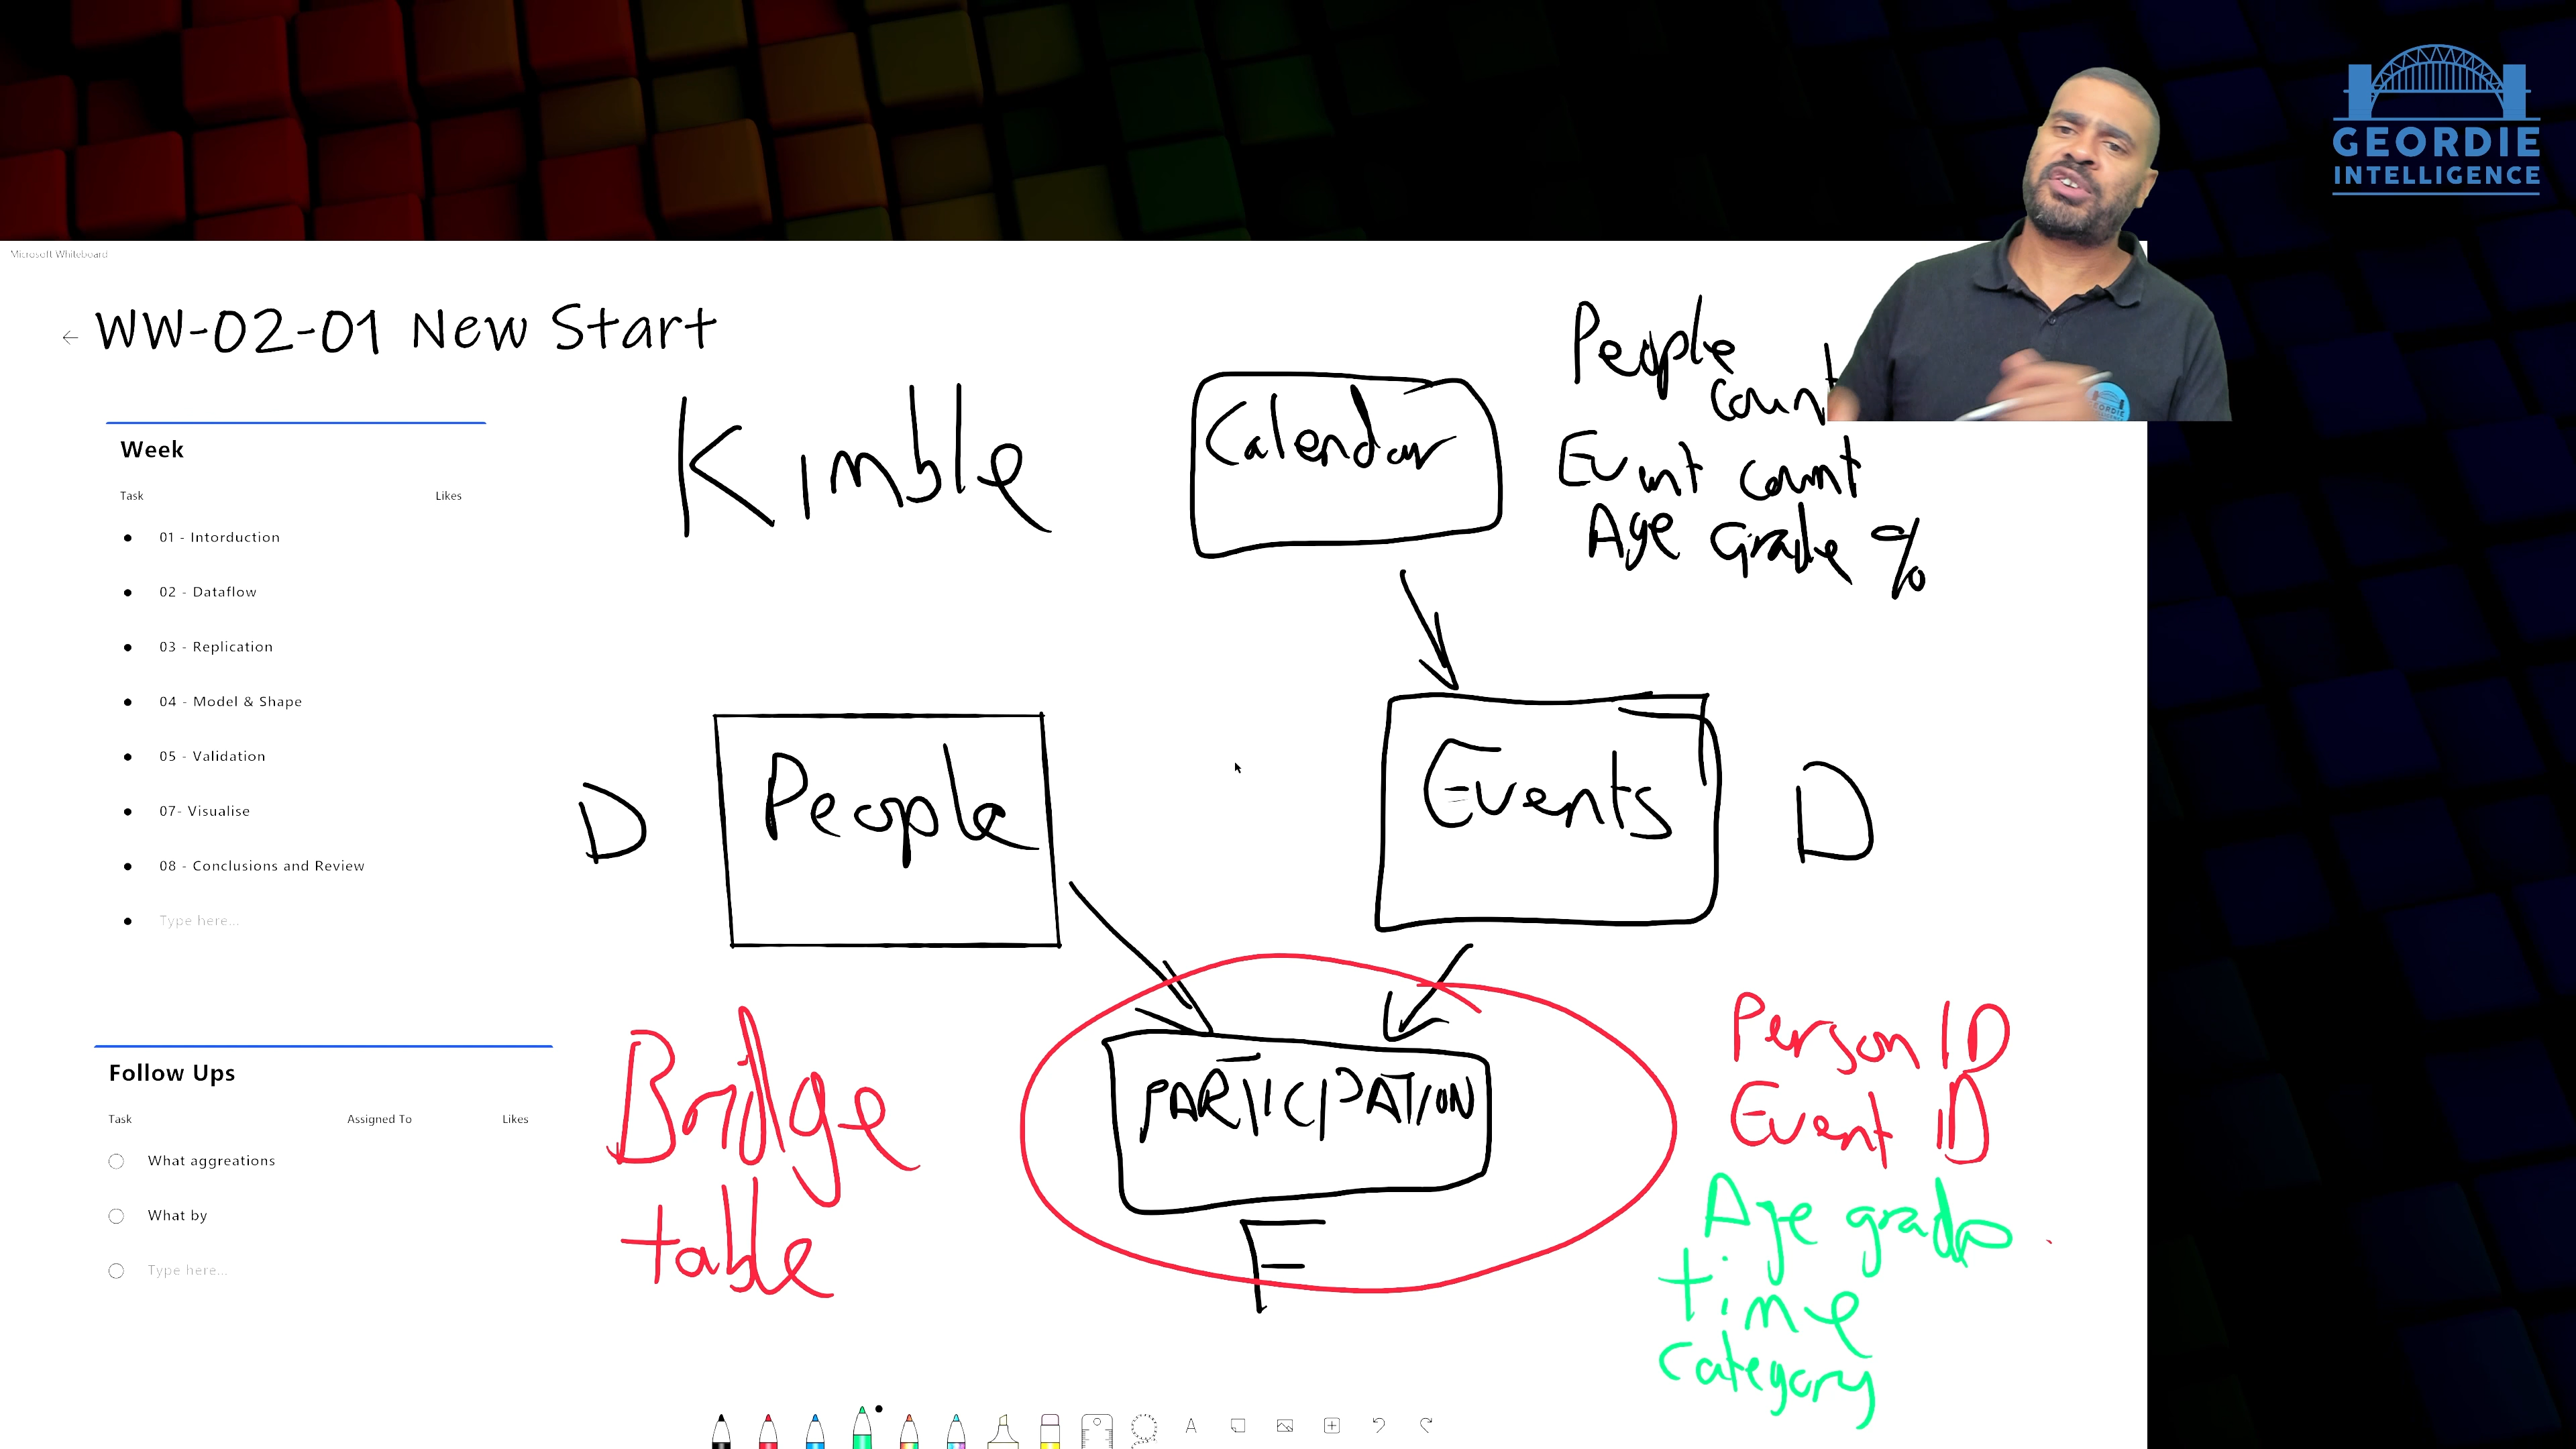 GEORDIE
INTELLIGENCE
Microsoft Whiteboard
WW-02-01 New Start
Week
Task Likes
01 - Intorduction
02 - Dataflow
03 - Replication
04 - Model & Shape
05 - Validation
07- Visualise
08 - Conclusions and Review
Type here...
Follow Ups
Task Assigned To Likes
What aggreations
What by
Type here...
Kimble
Calendar
People
count
Event count
Age Grade %
D
People
Events
D
Bridge
table
PARTICIPATION
F
Person ID
Event ID
Age grade
time
category
A